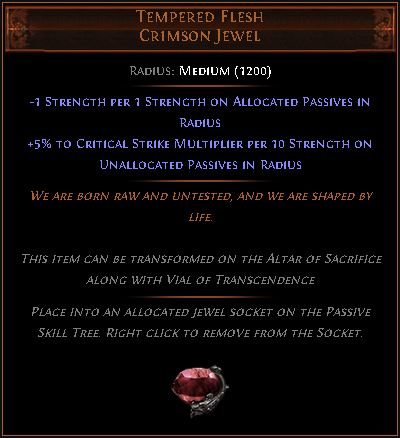 Tempered Flesh
Crimson Jewel
Radius: Medium (1200)
-1 Strength per 1 Strength on Allocated Passives in
Radius
+5% to Critical Strike Multiplier per 10 Strength on
Unallocated Passives in Radius
We are born raw and untested, and we are shaped by
life.
This item can be transformed on the Altar of Sacrifice
along with Vial of Transcendence
Place into an allocated Jewel Socket on the Passive
Skill Tree. Right click to remove from the Socket.